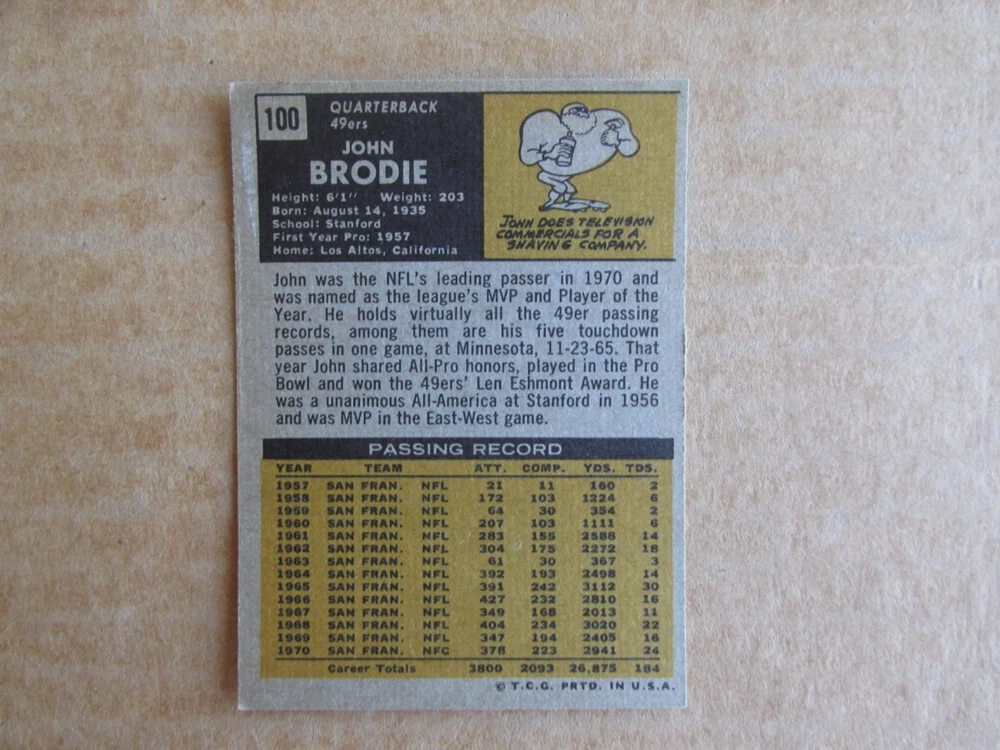 100
QUARTERBACK
49ers
JOHN
BRODIE
Height: 6'1'' Weight: 203
Born: August 14, 1935
School: Stanford
First Year Pro: 1957
Home: Los Altos, California
JOHN DOES TELEVISION
COMMERCIALS FOR A
SHAVING COMPANY.
John was the NFL's leading passer in 1970 and
was named as the league's MVP and Player of the
Year. He holds virtually all the 49er passing
records, among them are his five touchdown
passes in one game, at Minnesota, 11-23-65. That
year John shared All-Pro honors, played in the Pro
Bowl and won the 49ers' Len Eshmont Award. He
was a unanimous All-America at Stanford in 1956
and was MVP in the East-West game.
PASSING RECORD
YEAR TEAM ATT. COMP. YDS. TDS.
1957 SAN FRAN. NFL 21 11 160 2
1958 SAN FRAN. NFL 172 103 1224 6
1959 SAN FRAN. NFL 64 30 354 2
1960 SAN FRAN. NFL 207 103 1111 6
1961 SAN FRAN. NFL 283 155 2588 14
1962 SAN FRAN. NFL 304 175 2272 18
1963 SAN FRAN. NFL 61 30 367 3
1964 SAN FRAN. NFL 392 193 2498 14
1965 SAN FRAN. NFL 391 242 3112 30
1966 SAN FRAN. NFL 427 232 2810 16
1967 SAN FRAN. NFL 349 168 2013 11
1968 SAN FRAN. NFL 404 234 3020 22
1969 SAN FRAN. NFL 347 194 2405 16
1970 SAN FRAN. NFC 378 223 2941 24
Career Totals 3800 2093 26,875 184
© T.C.G. PRTD. IN U.S.A.